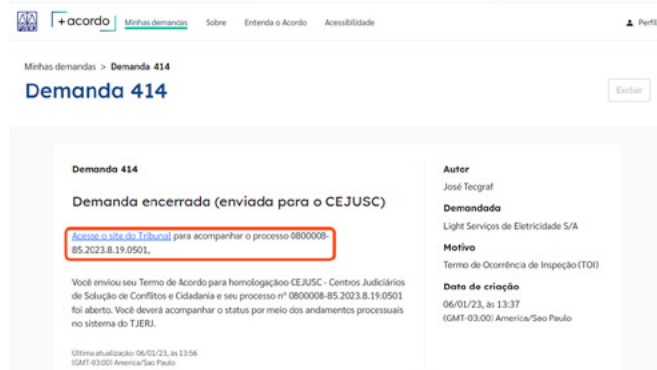 +acordo Minhas demandas Sobre Entenda o Acordo Acessibilidade Perfil
Minhas demandas > Demanda 414
Demanda 414
Excluir
Demanda 414
Demanda encerrada (enviada para o CEJUSC)
Acesse o site do Tribunal para acompanhar o processo 0800008-
85.2023.8.19.0501,
Você enviou seu Termo de Acordo para homologaçãoo CEJUSC - Centros Judiciários
de Solução de Conflitos e Cidadania e seu processo nº 0800008-85.2023.8.19.0501
foi aberto. Você deverá acompanhar o status por meio dos andamentos processuais
no sistema do TJERJ.
Última atualização: 06/01/23, às 13:56
(GMT-03:00) America/Sao Paulo
Autor
José Tecgraf
Demandada
Light Serviços de Eletricidade S/A
Motivo
Termo de Ocorrência de Inspeção (TOI)
Data de criação
06/01/23, às 13:37
(GMT-03:00) America/Sao Paulo